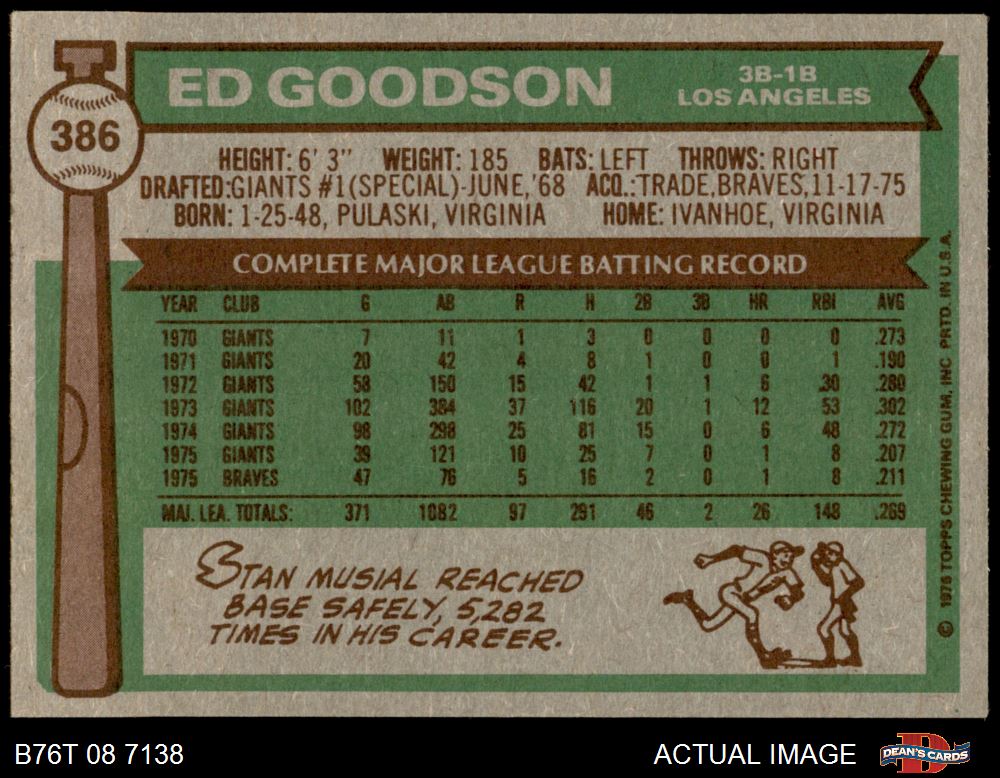 386
ED GOODSON
3B-1B
LOS ANGELES
HEIGHT: 6' 3" WEIGHT: 185 BATS: LEFT THROWS: RIGHT
DRAFTED:GIANTS #1(SPECIAL)-JUNE,'68 ACQ.:TRADE,BRAVES,11-17-75
BORN: 1-25-48, PULASKI, VIRGINIA HOME: IVANHOE, VIRGINIA
COMPLETE MAJOR LEAGUE BATTING RECORD
YEAR CLUB G AB R H 2B 3B HR RBI AVG
1970 GIANTS 7 11 1 3 0 0 0 0 .273
1971 GIANTS 20 42 4 8 1 0 0 1 .190
1972 GIANTS 58 150 15 42 1 1 6 30 .280
1973 GIANTS 102 384 37 116 20 1 12 53 .302
1974 GIANTS 98 298 25 81 15 0 6 48 .272
1975 GIANTS 39 121 10 25 7 0 1 8 .207
1975 BRAVES 47 76 5 16 2 0 1 8 .211
MAJ. LEA. TOTALS: 371 1082 97 291 46 2 26 148 .269
STAN MUSIAL REACHED
BASE SAFELY, 5,282
TIMES IN HIS CAREER.
© 1976 TOPPS CHEWING GUM, INC. PRTD. IN U.S.A.
B76T 08 7138
ACTUAL IMAGE
D
DEAN'S CARDS